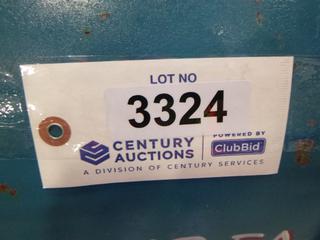 LOT NO
3324
CENTURY AUCTIONS
POWERED BY
ClubBid
A DIVISION OF CENTURY SERVICES